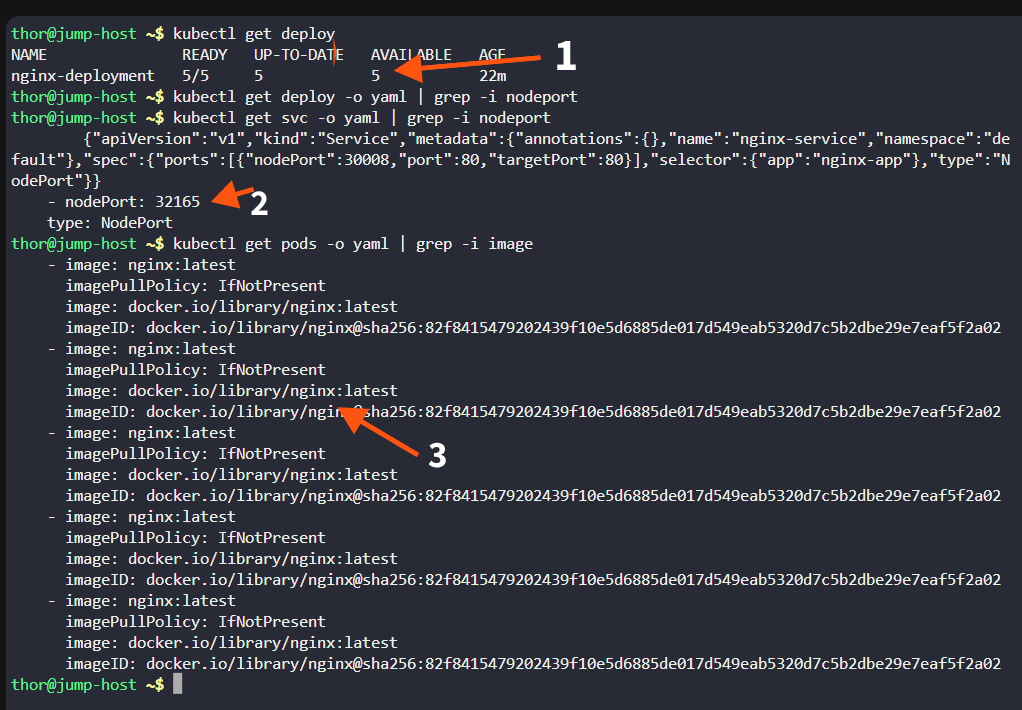 thor@jump-host ~$ kubectl get deploy
NAME READY UP-TO-DATE AVAILABLE AGE
1
nginx-deployment 5/5 5 5 22m
thor@jump-host ~$ kubectl get deploy -o yaml | grep -i nodeport
thor@jump-host ~$ kubectl get svc -o yaml | grep -i nodeport
{"apiVersion":"v1","kind":"Service","metadata":{"annotations":{},"name":"nginx-service","namespace":"de
fault"},"spec":{"ports":[{"nodePort":30008,"port":80,"targetPort":80}],"selector":{"app":"nginx-app"},"type":"N
odePort"}}
- nodePort: 32165
2
type: NodePort
thor@jump-host ~$ kubectl get pods -o yaml | grep -i image
- image: nginx:latest
imagePullPolicy: IfNotPresent
image: docker.io/library/nginx:latest
imageID: docker.io/library/nginx@sha256:82f8415479202439f10e5d6885de017d549eab5320d7c5b2dbe29e7eaf5f2a02
- image: nginx:latest
imagePullPolicy: IfNotPresent
image: docker.io/library/nginx:latest
imageID: docker.io/library/nginx@sha256:82f8415479202439f10e5d6885de017d549eab5320d7c5b2dbe29e7eaf5f2a02
- image: nginx:latest
3
imagePullPolicy: IfNotPresent
image: docker.io/library/nginx:latest
imageID: docker.io/library/nginx@sha256:82f8415479202439f10e5d6885de017d549eab5320d7c5b2dbe29e7eaf5f2a02
- image: nginx:latest
imagePullPolicy: IfNotPresent
image: docker.io/library/nginx:latest
imageID: docker.io/library/nginx@sha256:82f8415479202439f10e5d6885de017d549eab5320d7c5b2dbe29e7eaf5f2a02
- image: nginx:latest
imagePullPolicy: IfNotPresent
image: docker.io/library/nginx:latest
imageID: docker.io/library/nginx@sha256:82f8415479202439f10e5d6885de017d549eab5320d7c5b2dbe29e7eaf5f2a02
thor@jump-host ~$